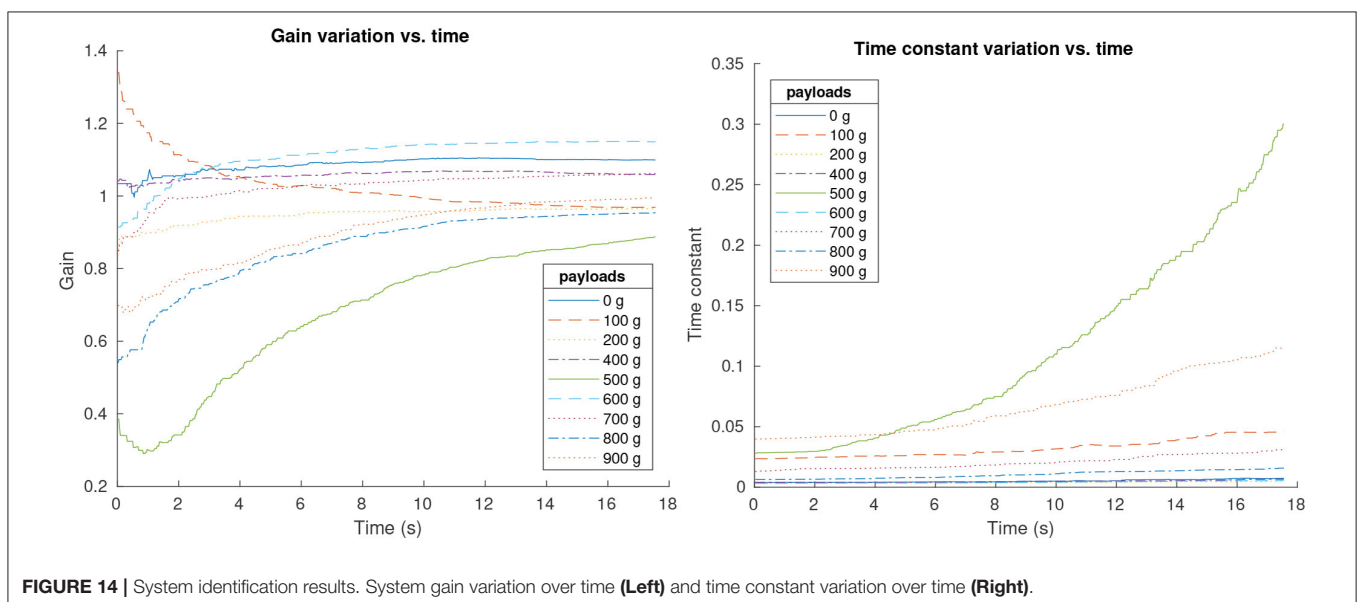 Gain variation vs. time
1.4
1.2
1
0.8
0.6
0.4
0.2
Gain
0 2 4 6 8 10 12 14 16 18
Time (s)
payloads
0 g
100 g
200 g
400 g
500 g
600 g
700 g
800 g
900 g
Time constant variation vs. time
0.35
0.3
0.25
0.2
0.15
0.1
0.05
0
Time constant
0 2 4 6 8 10 12 14 16 18
Time (s)
payloads
0 g
100 g
200 g
400 g
500 g
600 g
700 g
800 g
900 g
FIGURE 14 | System identification results. System gain variation over time (Left) and time constant variation over time (Right).